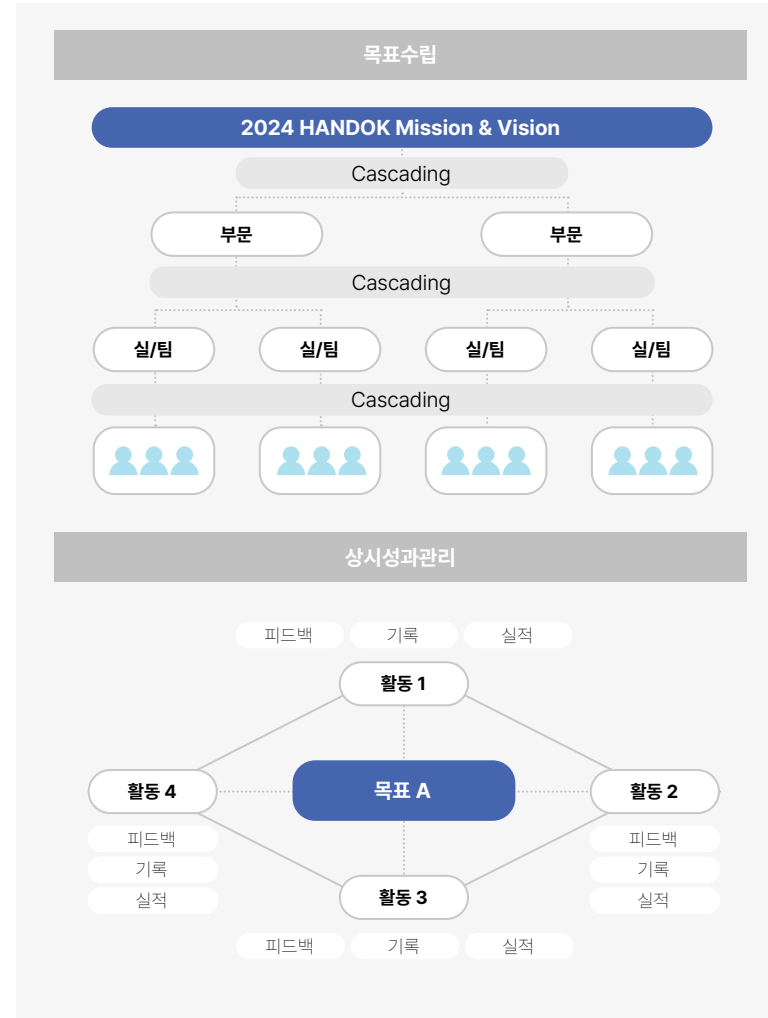 목표수립
2024 HANDOK Mission & Vision
Cascading
부문 부문
Cascading
실/팀 실/팀 실/팀 실/팀
Cascading
상시성과관리
피드백 기록 실적
활동 1
활동 4 목표 A 활동 2
피드백 피드백
기록 기록
실적 실적
활동 3
피드백 기록 실적